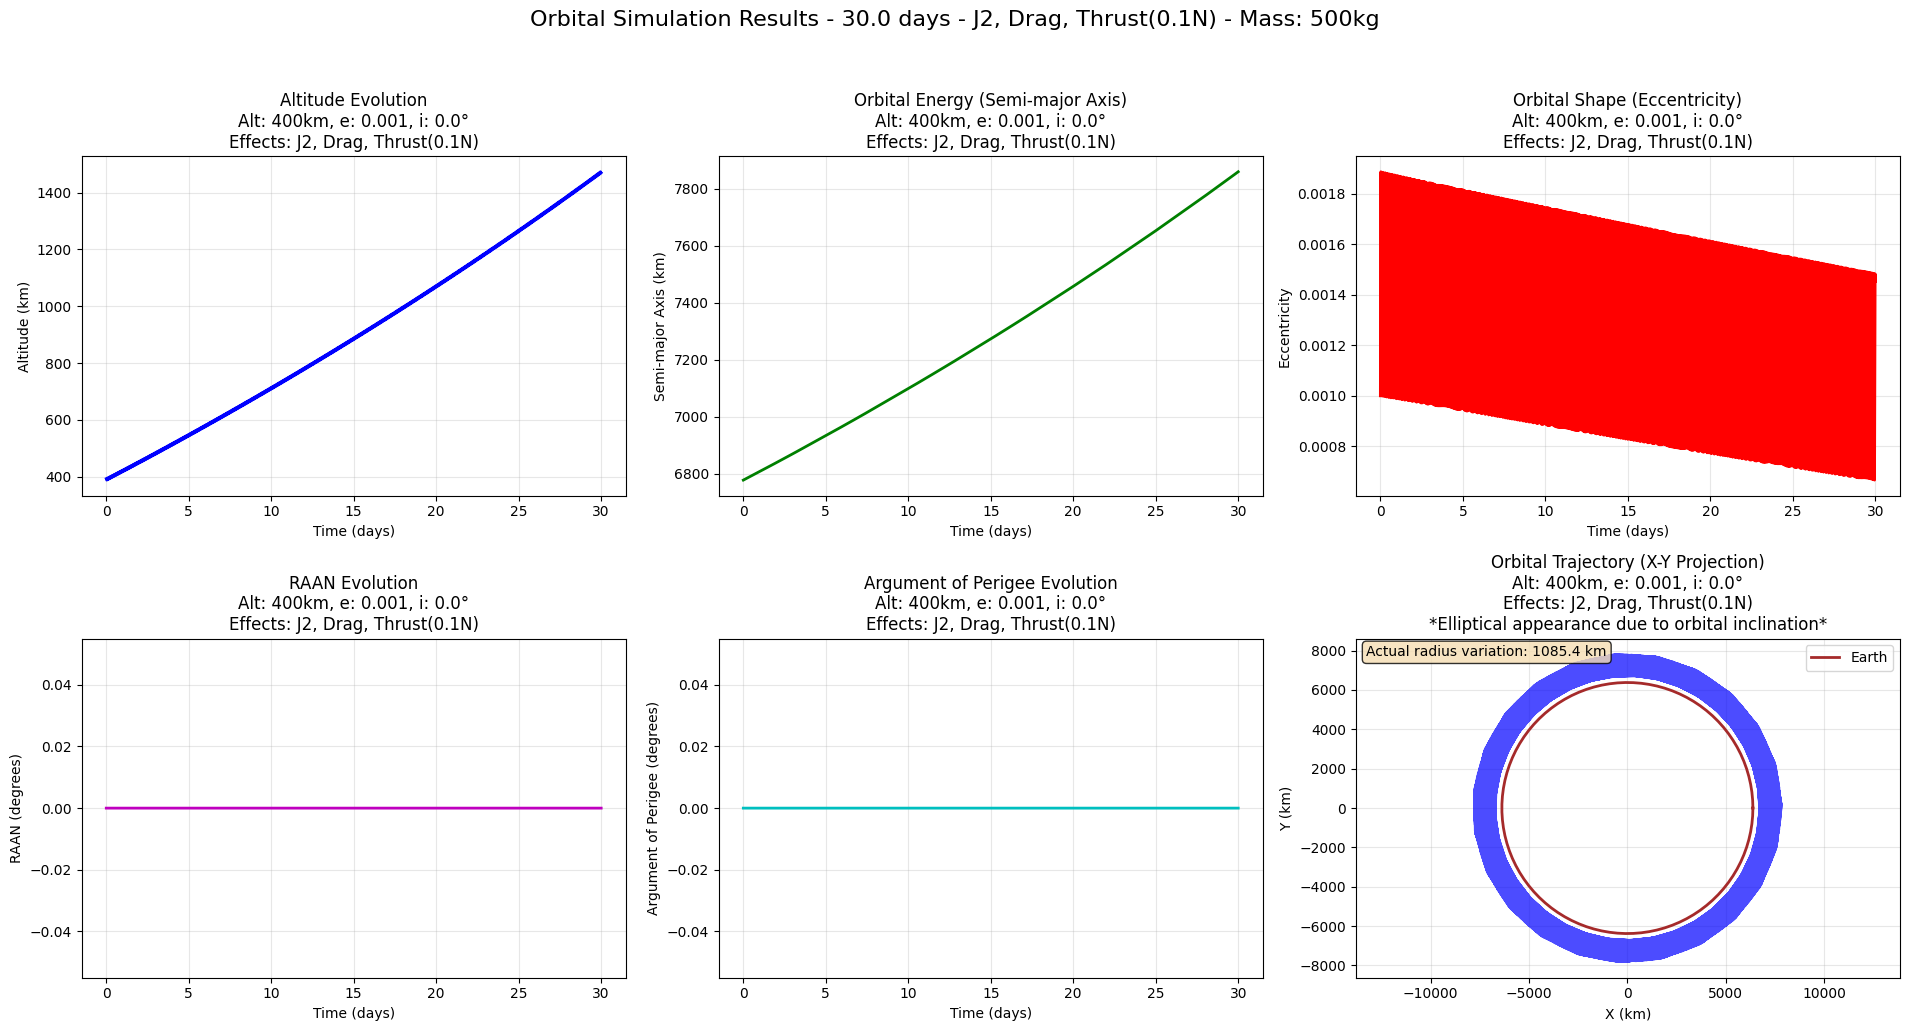 Orbital Simulation Results - 30.0 days - J2, Drag, Thrust(0.1N) - Mass: 500kg
Altitude Evolution
Alt: 400km, e: 0.001, i: 0.0°
Effects: J2, Drag, Thrust(0.1N)
Altitude (km)
1400
1200
1000
800
600
400
0 5 10 15 20 25 30
Time (days)
Orbital Energy (Semi-major Axis)
Alt: 400km, e: 0.001, i: 0.0°
Effects: J2, Drag, Thrust(0.1N)
Semi-major Axis (km)
7800
7600
7400
7200
7000
6800
0 5 10 15 20 25 30
Time (days)
Orbital Shape (Eccentricity)
Alt: 400km, e: 0.001, i: 0.0°
Effects: J2, Drag, Thrust(0.1N)
Eccentricity
0.0018
0.0016
0.0014
0.0012
0.0010
0.0008
0 5 10 15 20 25 30
Time (days)
RAAN Evolution
Alt: 400km, e: 0.001, i: 0.0°
Effects: J2, Drag, Thrust(0.1N)
RAAN (degrees)
0.04
0.02
0.00
−0.02
−0.04
0 5 10 15 20 25 30
Time (days)
Argument of Perigee Evolution
Alt: 400km, e: 0.001, i: 0.0°
Effects: J2, Drag, Thrust(0.1N)
Argument of Perigee (degrees)
0.04
0.02
0.00
−0.02
−0.04
0 5 10 15 20 25 30
Time (days)
Orbital Trajectory (X-Y Projection)
Alt: 400km, e: 0.001, i: 0.0°
Effects: J2, Drag, Thrust(0.1N)
*Elliptical appearance due to orbital inclination*
Actual radius variation: 1085.4 km
Earth
Y (km)
8000
6000
4000
2000
0
−2000
−4000
−6000
−8000
−10000 −5000 0 5000 10000
X (km)